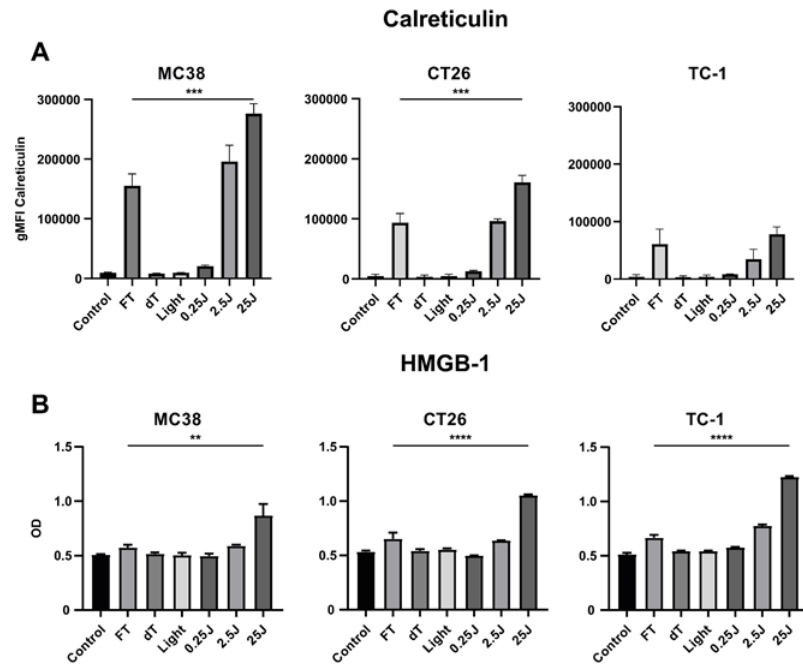 Calreticulin
A
MC38
CT26
TC-1
***
***
300000
200000
100000
0
gMFI Calreticulin
Control
FT
dT
Light
0.25J
2.5J
25J
300000
200000
100000
0
Control
FT
dT
Light
0.25J
2.5J
25J
300000
200000
100000
0
Control
FT
dT
Light
0.25J
2.5J
25J
HMGB-1
B
MC38
CT26
TC-1
**
****
****
1.5
1.0
0.5
0
OD
Control
FT
dT
Light
0.25J
2.5J
25J
1.5
1.0
0.5
0
Control
FT
dT
Light
0.25J
2.5J
25J
1.5
1.0
0.5
0
Control
FT
dT
Light
0.25J
2.5J
25J